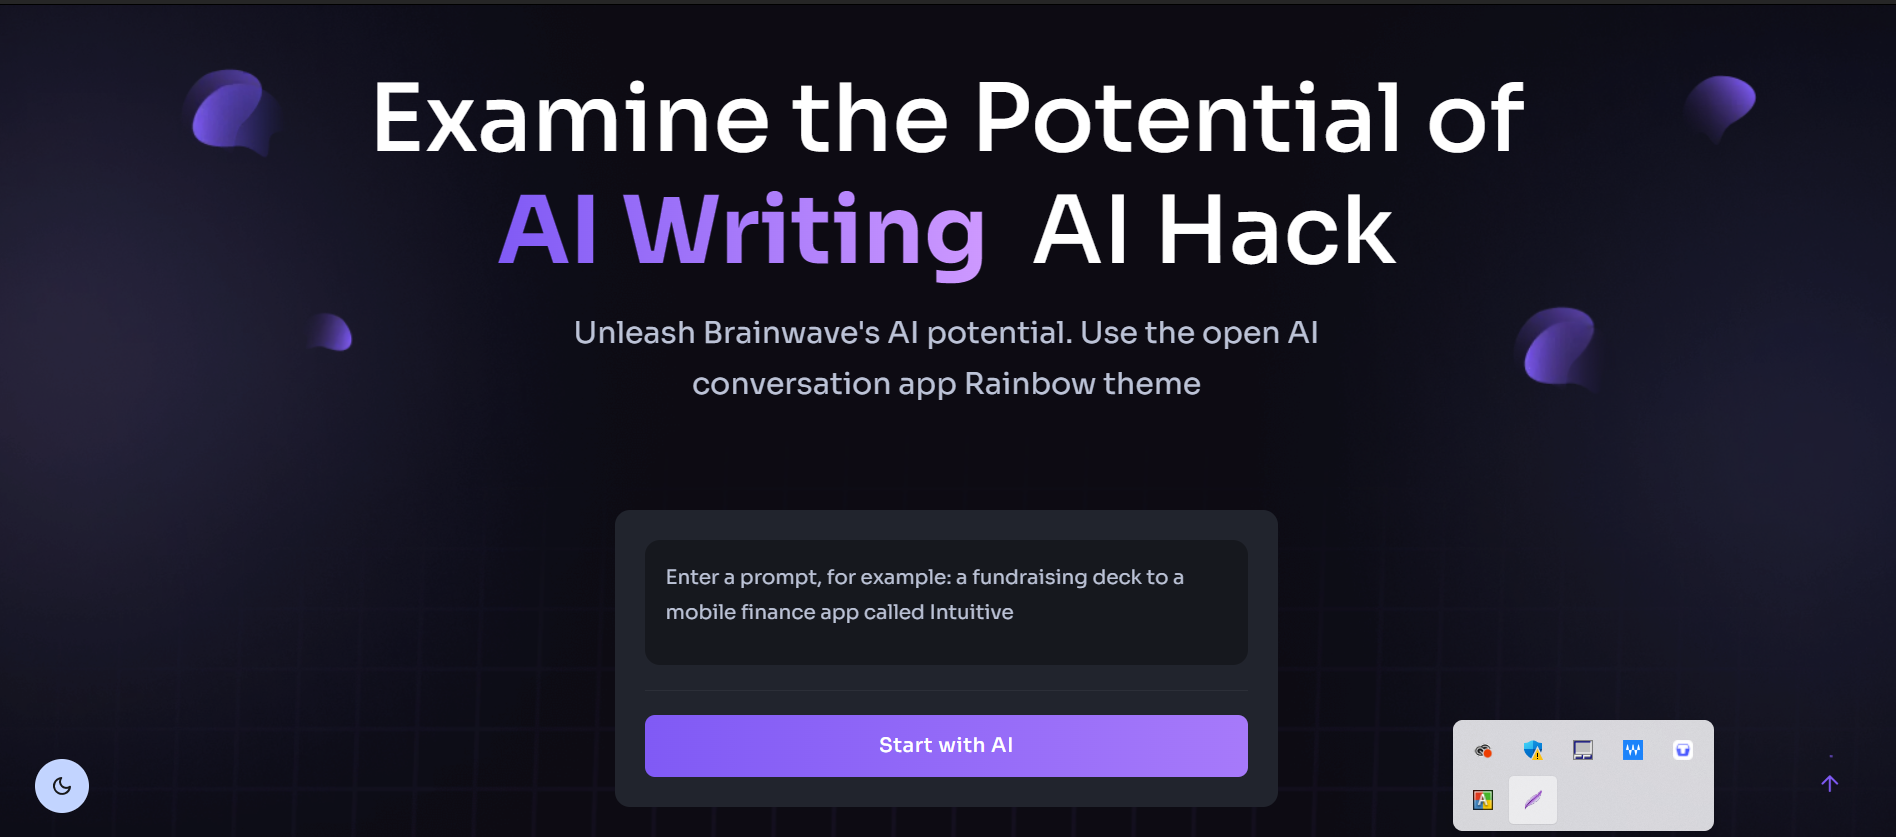 Examine the Potential of
AI Writing AI Hack
Unleash Brainwave's AI potential. Use the open AI
conversation app Rainbow theme
Enter a prompt, for example: a fundraising deck to a
mobile finance app called Intuitive
Start with AI